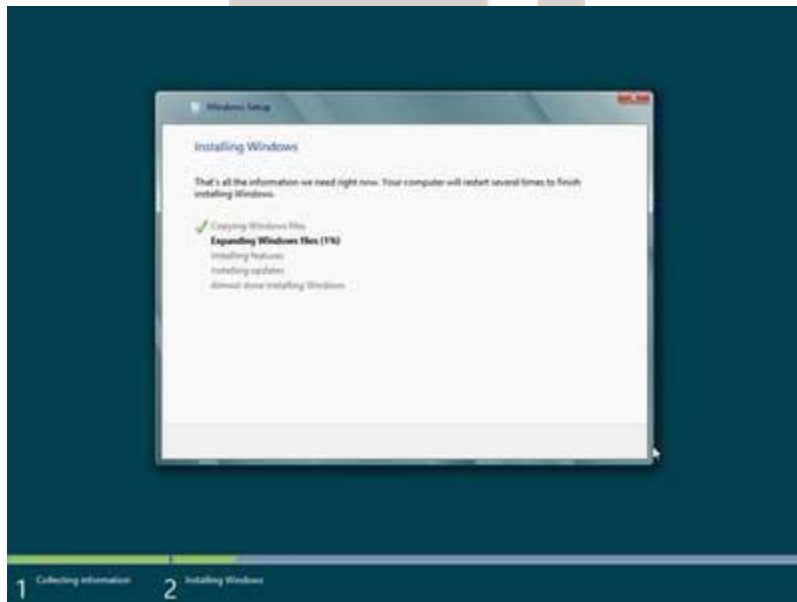 Windows Setup
Installing Windows
That's all the information we need right now. Your computer will restart several times to finish
installing Windows.
Copying Windows files
Expanding Windows files (1%)
Installing features
Installing updates
Almost done installing Windows
1 Collecting information 2 Installing Windows